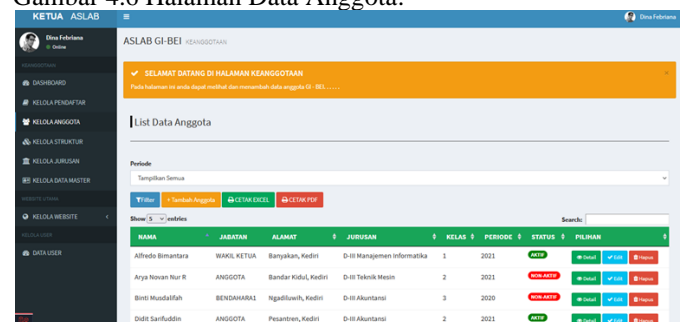 Gambar 4.6 Halaman Data Anggota.
KETUA ASLAB
Dina Febriana
Dina Febriana
Online
ASLAB GI-BEI KEANGGOTAAN
KEANGGOTAAN
DASHBOARD
KELOLA PENDAFTAR
KELOLA ANGGOTA
KELOLA STRUKTUR
KELOLA JURUSAN
KELOLA DATA MASTER
WEBSITE UTAMA
KELOLA WEBSITE
KELOLA USER
DATA USER
SELAMAT DATANG DI HALAMAN KEANGGOTAAN
Pada halaman ini anda dapat melihat dan menambah data anggota GI - BEI.......
List Data Anggota
Periode
Tampilkan Semua
Filter + Tambah Anggota CETAK EXCEL CETAK PDF
Show 5 entries Search:
NAMA JABATAN ALAMAT JURUSAN KELAS PERIODE STATUS PILIHAN
Alfredo Bimantara WAKIL KETUA Banyakan, Kediri D-III Manajemen Informatika 1 2021 AKTIF Detail Edit Hapus
Arya Novan Nur R ANGGOTA Bandar Kidul, Kediri D-III Teknik Mesin 2 2021 NON-AKTIF Detail Edit Hapus
Binti Musdalifah BENDAHARA1 Ngadiluwih, Kediri D-III Akuntansi 3 2020 NON-AKTIF Detail Edit Hapus
Didit Sarifuddin ANGGOTA Pesantren, Kediri D-III Akuntansi 2 2021 AKTIF Detail Edit Hapus